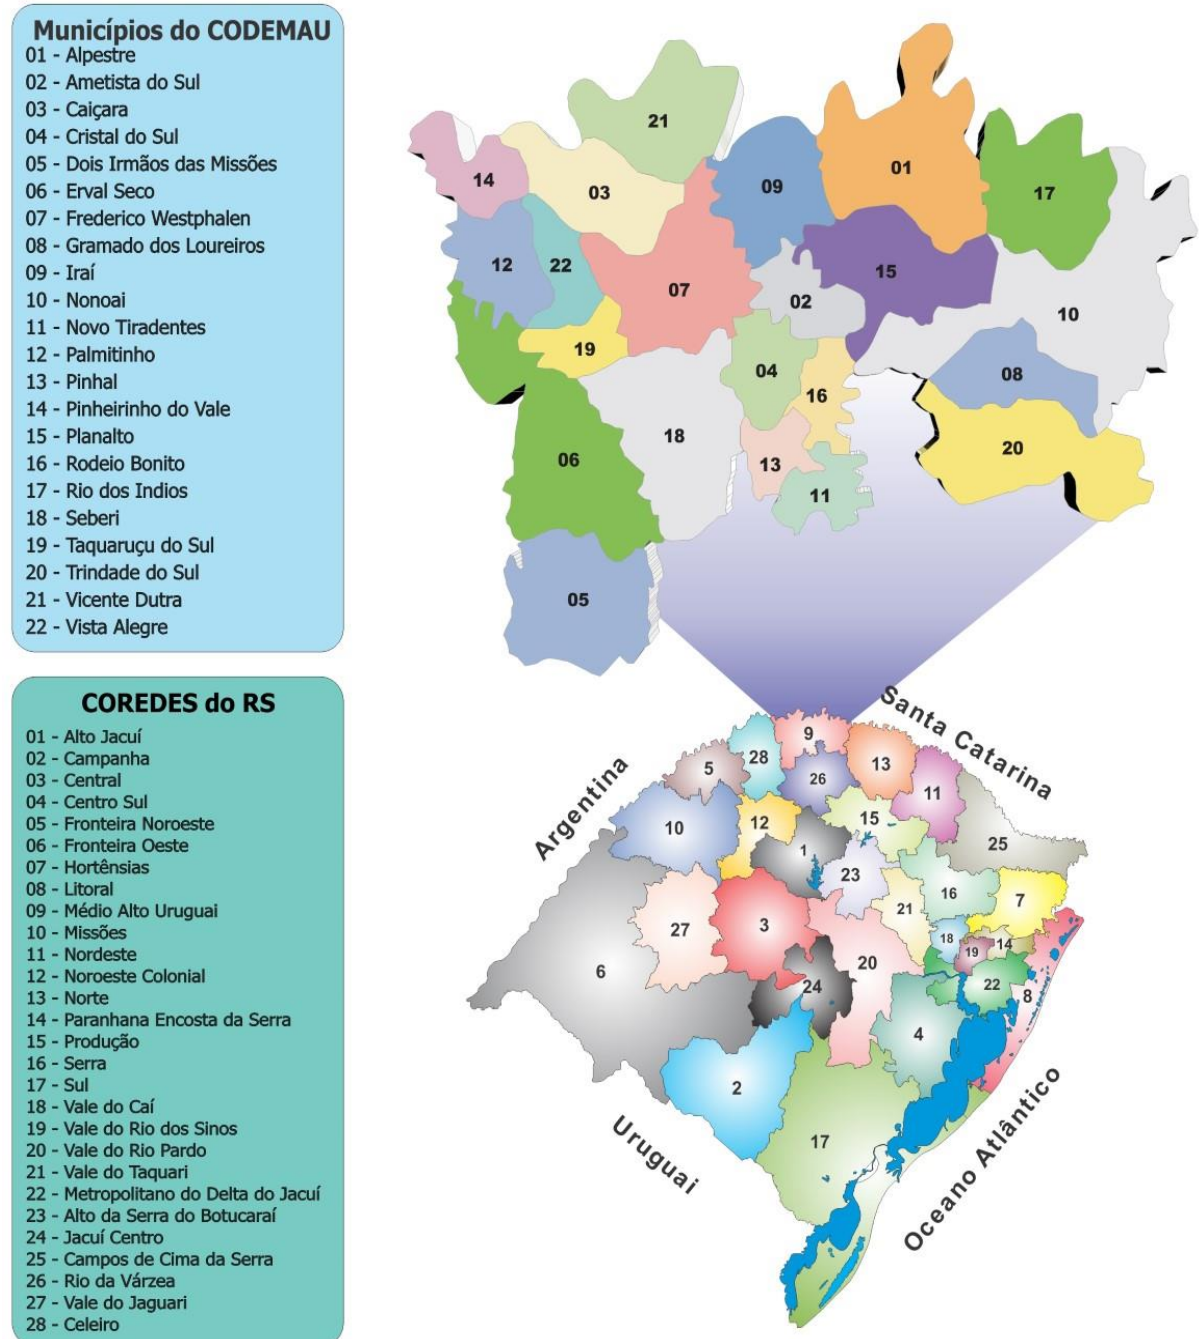 Municípios do CODEMAU
01 - Alpestre
02 - Ametista do Sul
03 - Caiçara
04 - Cristal do Sul
05 - Dois Irmãos das Missões
06 - Erval Seco
07 - Frederico Westphalen
08 - Gramado dos Loureiros
09 - Iraí
10 - Nonoai
11 - Novo Tiradentes
12 - Palmitinho
13 - Pinhal
14 - Pinheirinho do Vale
15 - Planalto
16 - Rodeio Bonito
17 - Rio dos Indios
18 - Seberi
19 - Taquaruçu do Sul
20 - Trindade do Sul
21 - Vicente Dutra
22 - Vista Alegre
21
14
03
09
01
17
12
22
07
02
15
10
19
04
16
08
18
13
20
06
11
05
COREDES do RS
01 - Alto Jacuí
02 - Campanha
03 - Central
04 - Centro Sul
05 - Fronteira Noroeste
06 - Fronteira Oeste
07 - Hortênsias
08 - Litoral
09 - Médio Alto Uruguai
10 - Missões
11 - Nordeste
12 - Noroeste Colonial
13 - Norte
14 - Paranhana Encosta da Serra
15 - Produção
16 - Serra
17 - Sul
18 - Vale do Caí
19 - Vale do Rio dos Sinos
20 - Vale do Rio Pardo
21 - Vale do Taquari
22 - Metropolitano do Delta do Jacuí
23 - Alto da Serra do Botucaraí
24 - Jacuí Centro
25 - Campos de Cima da Serra
26 - Rio da Várzea
27 - Vale do Jaguari
28 - Celeiro
Santa Catarina
Argentina
9
28
5
26
13
11
10
12
15
1
25
23
16
7
21
27
3
18
14
19
20
6
24
22
8
4
2
17
Uruguai
Oceano Atlântico